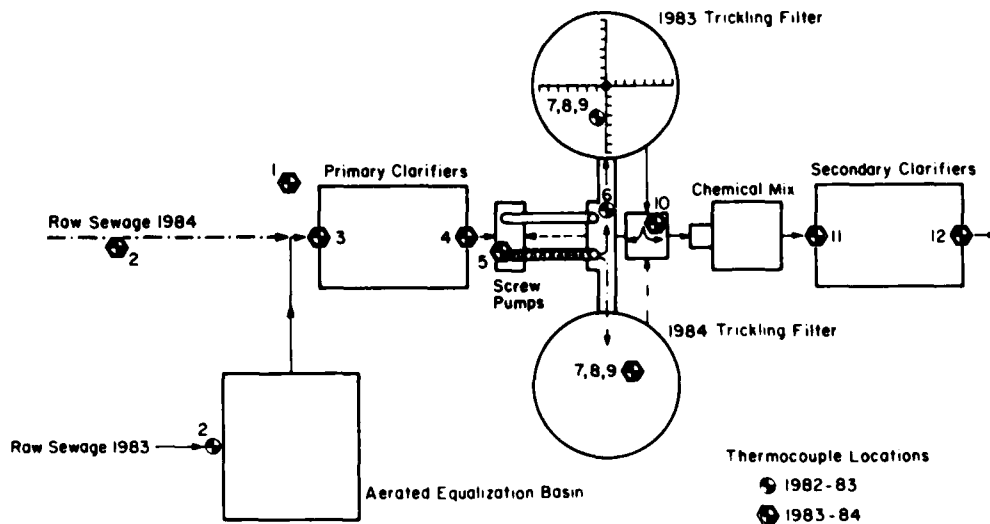 1983 Trickling Filter
7,8,9
1
Primary Clarifiers
Secondary Clarifiers
Chemical Mix
6
10
Raw Sewage 1984
2
3
4
5
11
12
Screw
Pumps
1984 Trickling Filter
7,8,9
2
Raw Sewage 1983
Aerated Equalization Basin
Thermocouple Locations
1982-83
1983-84